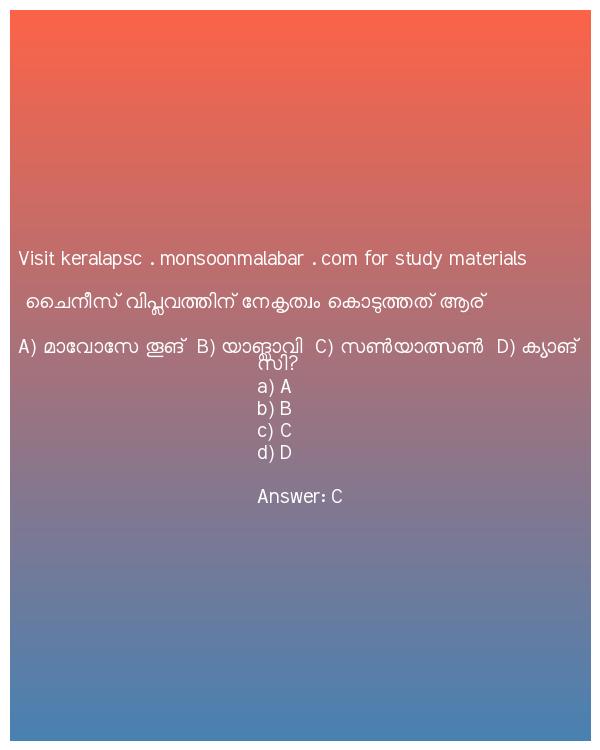 Visit keralapsc . monsoonmalabar . com for study materials
ചൈനീസ് വിപ്ലവത്തിന് നേകൃത്വം കൊടുത്തത് ആര്
A) മാവോസേ തൂങ് B) യാങ്ങ്ചാവി C) സൺയാത്സൺ D) ക്യാങ്
സി?
a) A
b) B
c) C
d) D
Answer: C